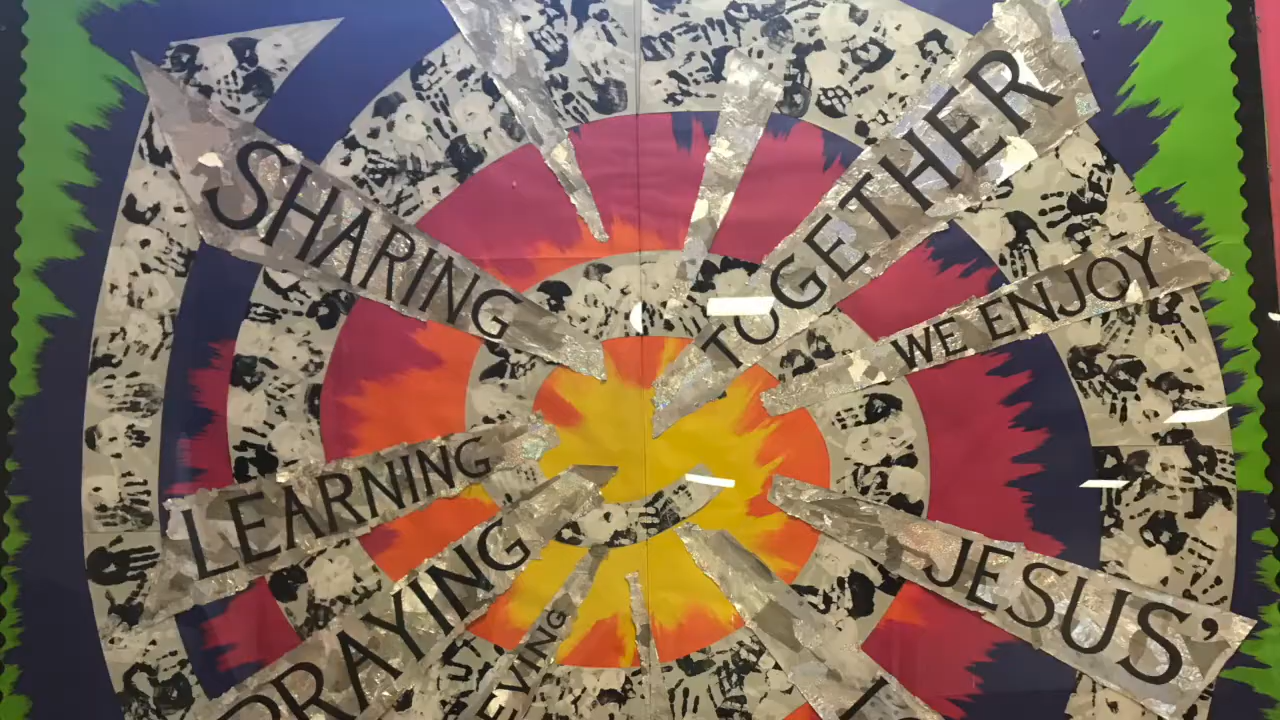 SHARING
TOGETHER
WE ENJOY
LEARNING
PRAYING
JESUS'